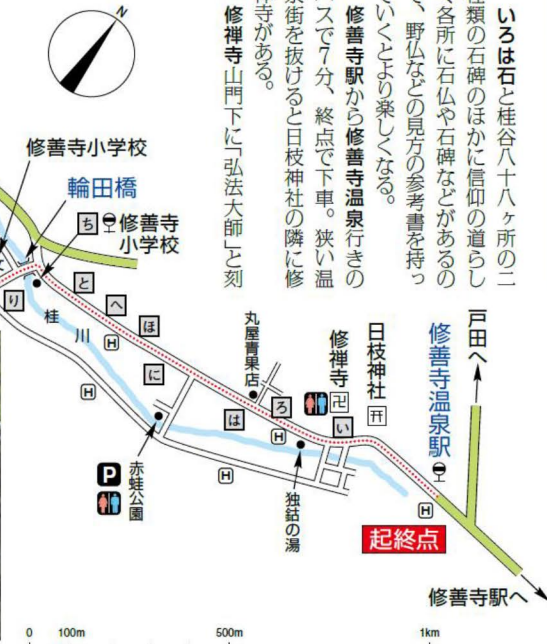 いろは石と桂谷八十八ヶ所の二
種類の石碑のほかに信仰の道らし
各所に石仏や石碑などがあるの
、野仏などの見方の参考書を持っ
いくとより楽しくなる。
修善寺駅から修善寺温泉行きの
スで7分、終点で下車。狭い温
泉街を抜けると日枝神社の隣に修
禅寺がある。
修禅寺山門下に「弘法大師」と刻
N
修善寺小学校
輪田橋
ち
修善寺
小学校
り
と
へ
ほ
に
は
ろ
い
桂川
H
H
H
H
H
丸屋青果店
修禅寺
卍
日枝神社
修善寺温泉駅
戸田へ
P
赤蛙公園
独鈷の湯
起終点
修善寺駅へ
0 100m 500m 1km